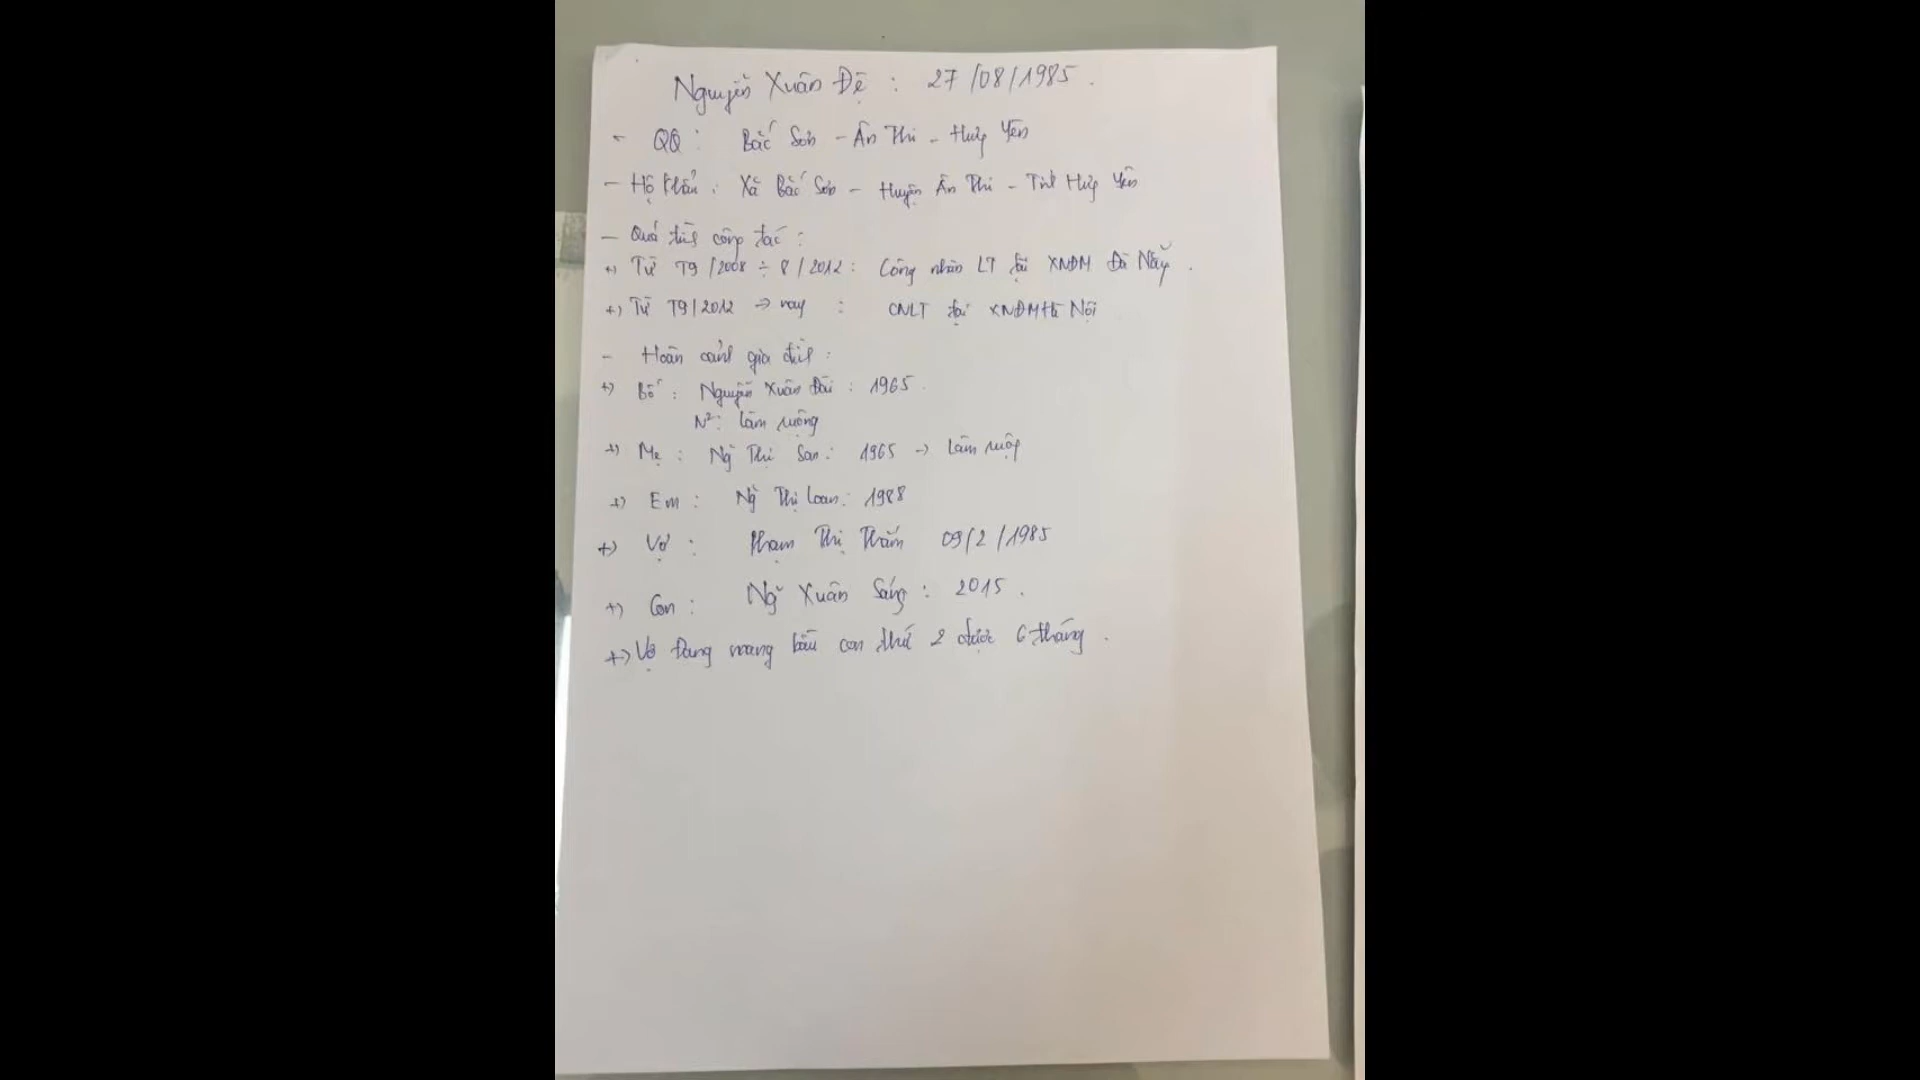 Nguyễn Xuân Đệ : 27/08/1985.
- QQ : Bắc Sơn - Ân Thi - Hưng Yên
- Hộ khẩu : Xã Bắc Sơn - Huyện Ân Thi - Tỉnh Hưng Yên
- Quá trình công tác :
+) Từ T9/2008 ÷ 8/2012 : Công nhân LT tại XNĐM Đà Nẵng .
+) Từ T9/2012 → nay : CNLT tại XNĐM Hà Nội
- Hoàn cảnh gia đình :
+) Bố : Nguyễn Xuân Đài : 1965 .
N² : Làm ruộng
+) Mẹ : Ng̃ Thị San : 1965 → Làm ruộng
+) Em : Ng̃ Thị Loan : 1988
+) Vợ : Phạm Thị Thắm 09/2/1985
+) Con : Ng̃ Xuân Sáng : 2015 .
+) Vợ đang mang bầu con thứ 2 được 6 tháng .